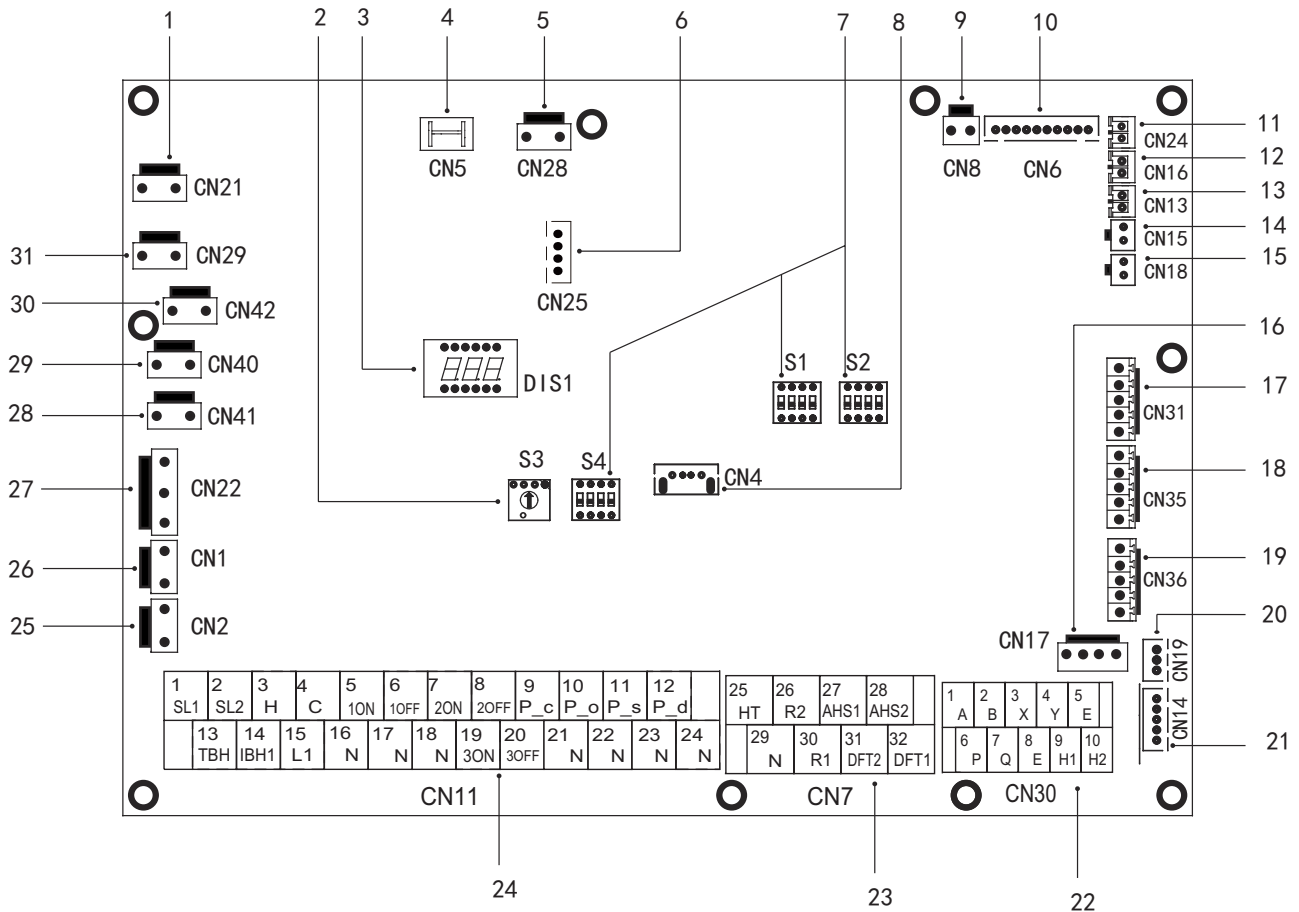 1 2 3 4 5 6 7 8 9 10
11
CN24
CN5 CN28 CN8 CN6
12
CN16
CN21
13
CN13
14
CN15
31 CN29
15
CN18
30 CN42 CN25
16
29 CN40
S1 S2
DIS1
17
CN31
28 CN41
S3 S4
18
CN4
27 CN22
CN35
2
19
CN36
26 CN1
20
CN17
CN19
25 CN2
1 2 3 4 5 6 7 8 9 10 11 12
SL1 SL2 H C 1ON 1OFF 2ON 2OFF P_c P_o P_s P_d
13 14 15 16 17 18 19 20 21 22 23 24
TBH IBH1 L1 N N N 3ON 3OFF N N N N
CN11
25 26 27 28
HT R2 AHS1 AHS2
29 30 31 32
N R1 DFT2 DFT1
CN7
1 2 3 4 5
A B X Y E
6 7 8 9 10
P Q E H1 H2
CN30
CN14
21
24
23
22